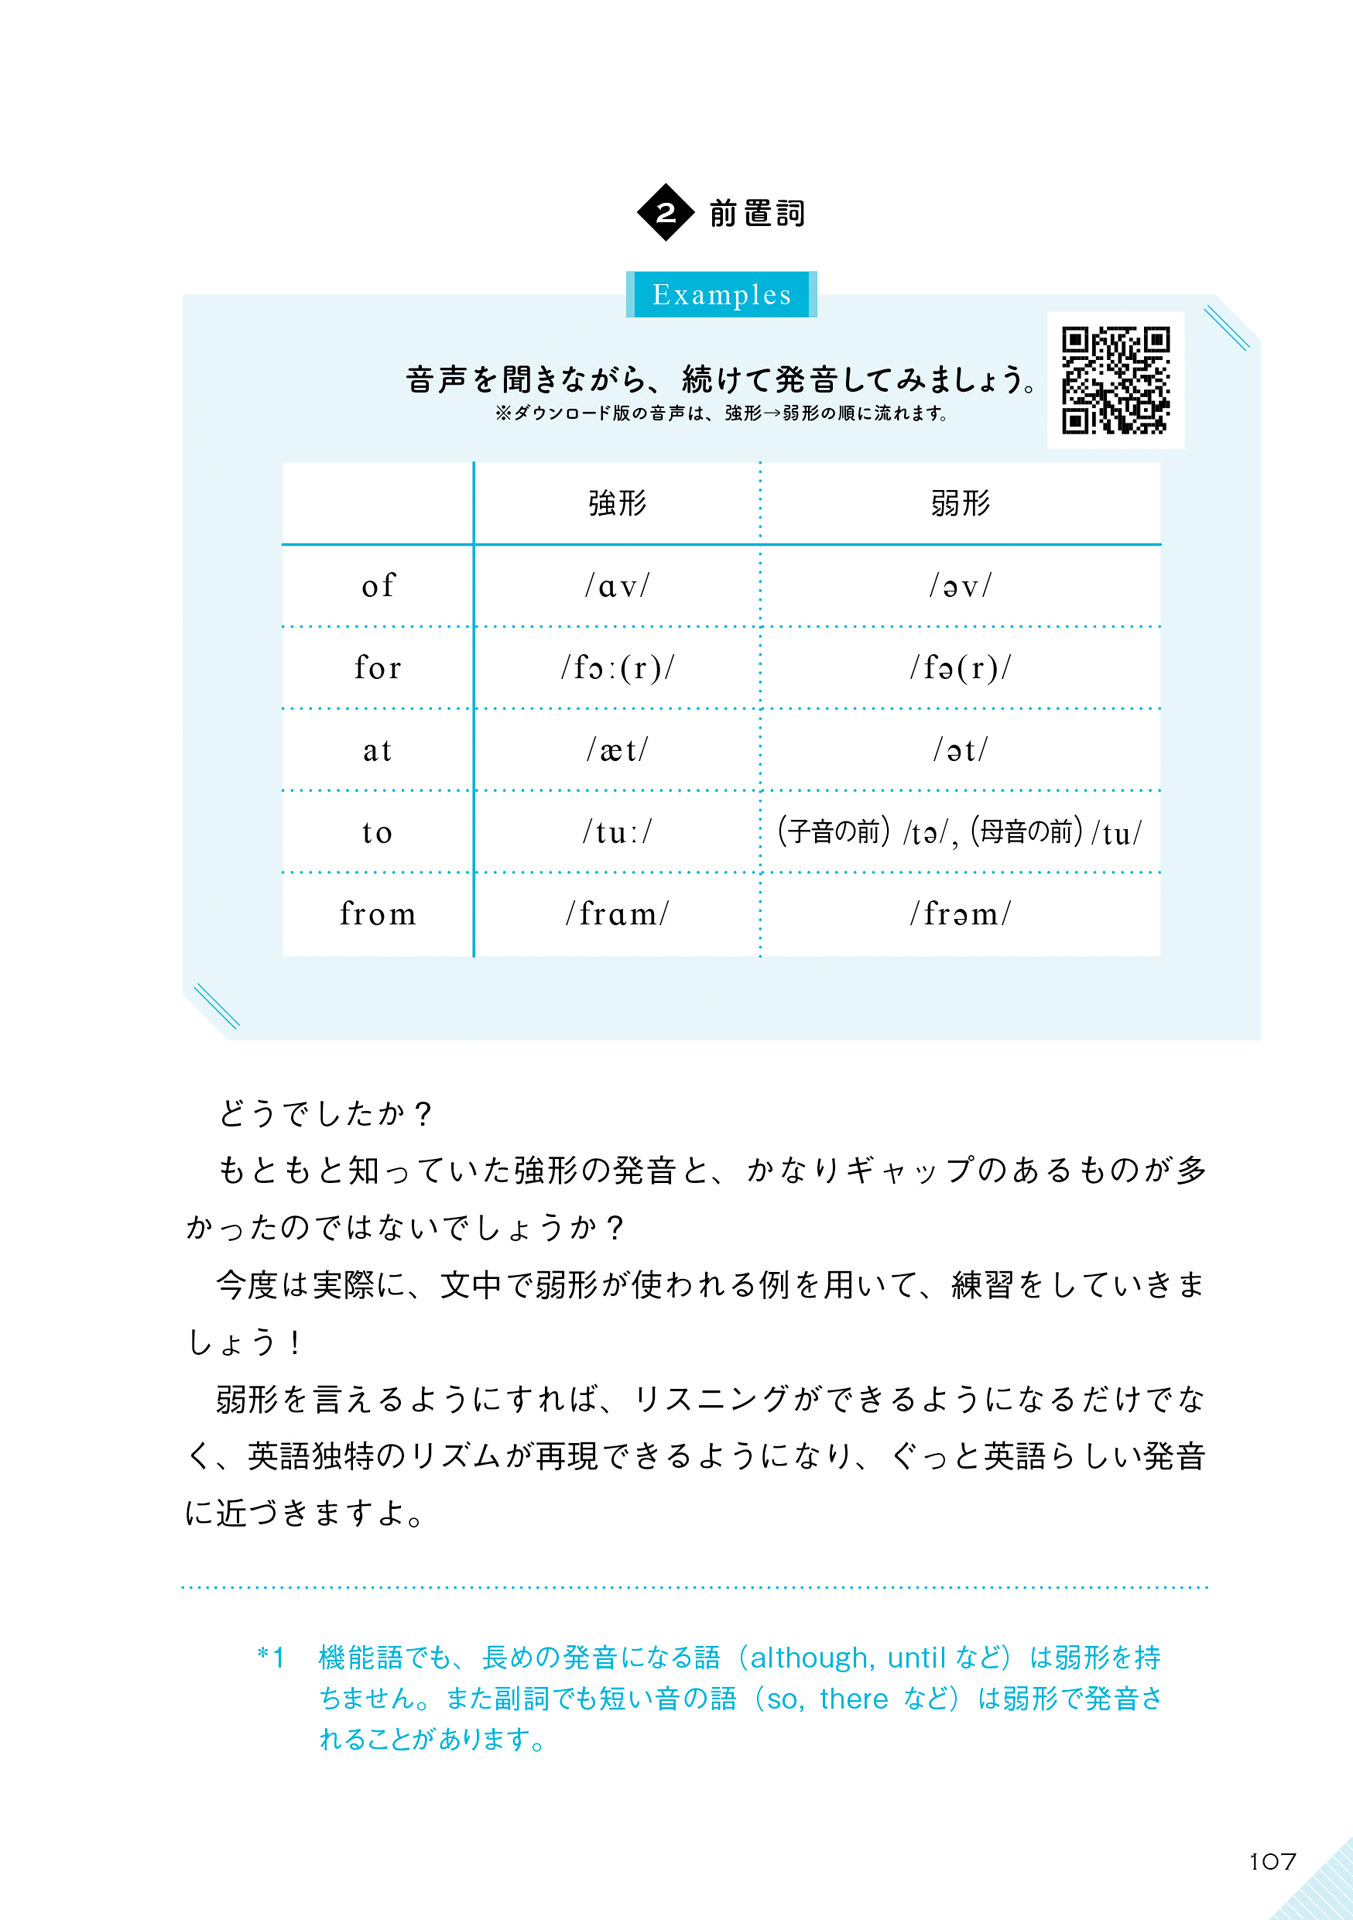 2 前置詞
Examples
音声を聞きながら、続けて発音してみましょう。
※ダウンロード版の音声は、強形→弱形の順に流れます。
強形 弱形
of /ɑv/ /əv/
for /fɔː(r)/ /fə(r)/
at /æt/ /ət/
to /tuː/ （子音の前）/tə/,（母音の前）/tu/
from /frɑm/ /frəm/
どうでしたか？
もともと知っていた強形の発音と、かなりギャップのあるものが多
かったのではないでしょうか？
今度は実際に、文中で弱形が使われる例を用いて、練習をしていきま
しょう！
弱形を言えるようにすれば、リスニングができるようになるだけでな
く、英語独特のリズムが再現できるようになり、ぐっと英語らしい発音
に近づきますよ。
*1 機能語でも、長めの発音になる語（although, until など）は弱形を持
ちません。また副詞でも短い音の語（so, there など）は弱形で発音さ
れることがあります。
107